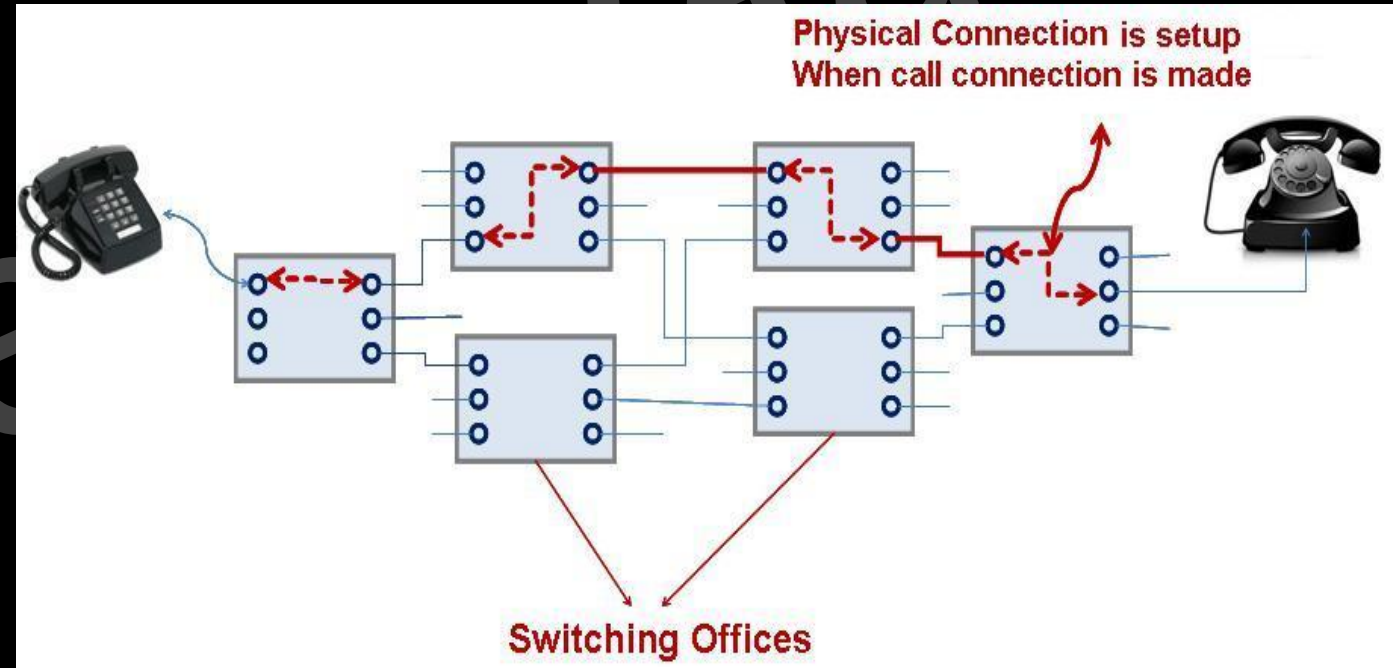 Physical Connection is setup
When call connection is made
Switching Offices